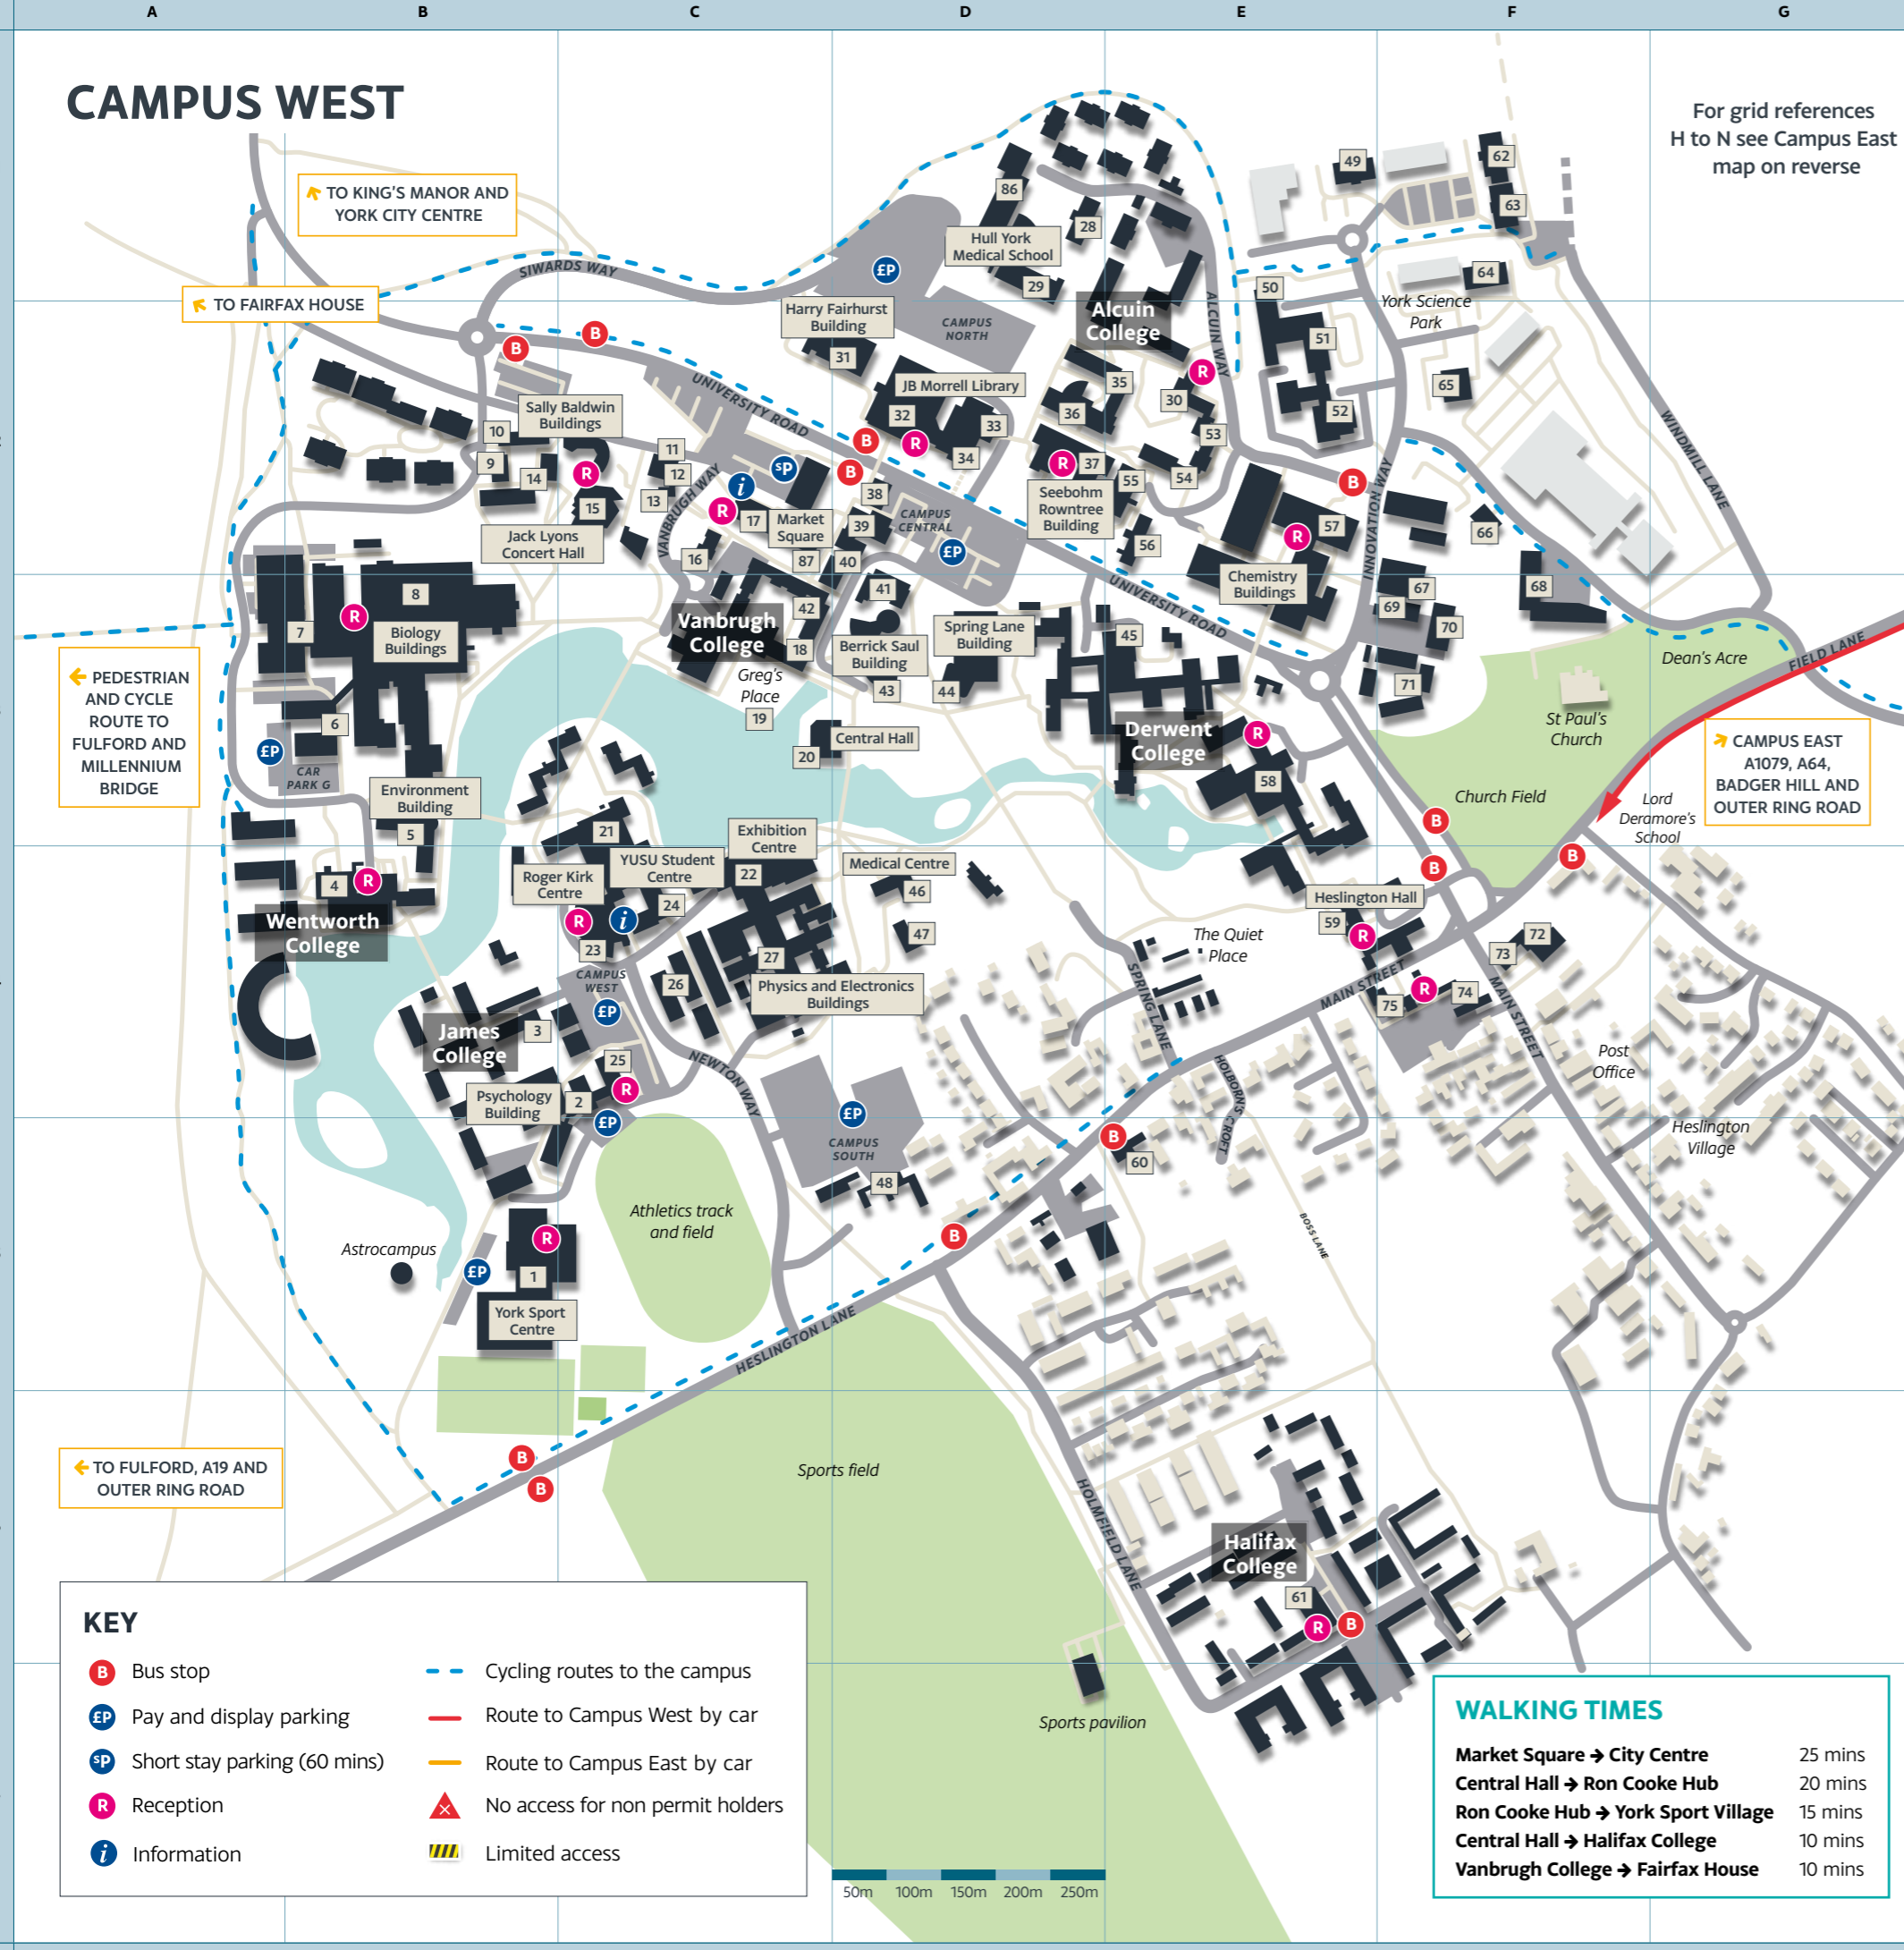 A B C D E F G
CAMPUS WEST
For grid references
H to N see Campus East
map on reverse
TO KING'S MANOR AND
YORK CITY CENTRE
TO FAIRFAX HOUSE
SIWARDS WAY
49
62
63
64
86
28
Hull York
Medical School
29
£P
CAMPUS
NORTH
Harry Fairhurst
Building
31
Alcuin
College
ALCUIN WAY
50
51
52
York Science
Park
65
WINDMILL LANE
B
B
UNIVERSITY ROAD
JB Morrell Library
32
33
34
B
R
B
35
36
30
R
53
R
37
54
55
Seebohm
Rowntree
Building
56
Sally Baldwin
Buildings
10
9
14
R
15
Jack Lyons
Concert Hall
11
12
13
VANBRUGH WAY
sP
i
R
17
Market
Square
16
87
38
39
40
CAMPUS
CENTRAL
£P
B
57
R
Chemistry
Buildings
INNOVATION WAY
66
67
68
69
70
71
8
7
R
Biology
Buildings
6
£P
CAR
PARK G
PEDESTRIAN
AND CYCLE
ROUTE TO
FULFORD AND
MILLENNIUM
BRIDGE
Vanbrugh
College
42
18
Greg's
Place
19
41
Berrick Saul
Building
43
44
Spring Lane
Building
45
UNIVERSITY ROAD
20
Central Hall
Derwent
College
R
58
Dean's Acre
FIELD LANE
St Paul's
Church
Church Field
CAMPUS EAST
A1079, A64,
BADGER HILL AND
OUTER RING ROAD
Lord
Deramore's
School
B
B
B
Environment
Building
5
4
R
Wentworth
College
21
YUSU Student
Centre
Exhibition
Centre
22
Roger Kirk
Centre
24
R
i
23
Medical Centre
46
47
CAMPUS
WEST
£P
26
27
Physics and Electronics
Buildings
Heslington Hall
59
R
The Quiet
Place
MAIN STREET
SPRING LANE
72
73
74
R
75
MAIN STREET
Post
Office
James
College
3
25
R
Psychology
Building
2
£P
NEWTON WAY
£P
CAMPUS
SOUTH
48
HOLBORN'S CROFT
B
60
Heslington
Village
BOSS LANE
Athletics track
and field
Astrocampus
£P
R
1
York Sport
Centre
B
HESLINGTON LANE
TO FULFORD, A19 AND
OUTER RING ROAD
B
B
Sports field
HOLMFIELD LANE
Halifax
College
61
R
B
Sports pavilion
KEY
B Bus stop
£P Pay and display parking
sP Short stay parking (60 mins)
R Reception
i Information
Cycling routes to the campus
Route to Campus West by car
Route to Campus East by car
No access for non permit holders
Limited access
50m 100m 150m 200m 250m
WALKING TIMES
Market Square → City Centre 25 mins
Central Hall → Ron Cooke Hub 20 mins
Ron Cooke Hub → York Sport Village 15 mins
Central Hall → Halifax College 10 mins
Vanbrugh College → Fairfax House 10 mins